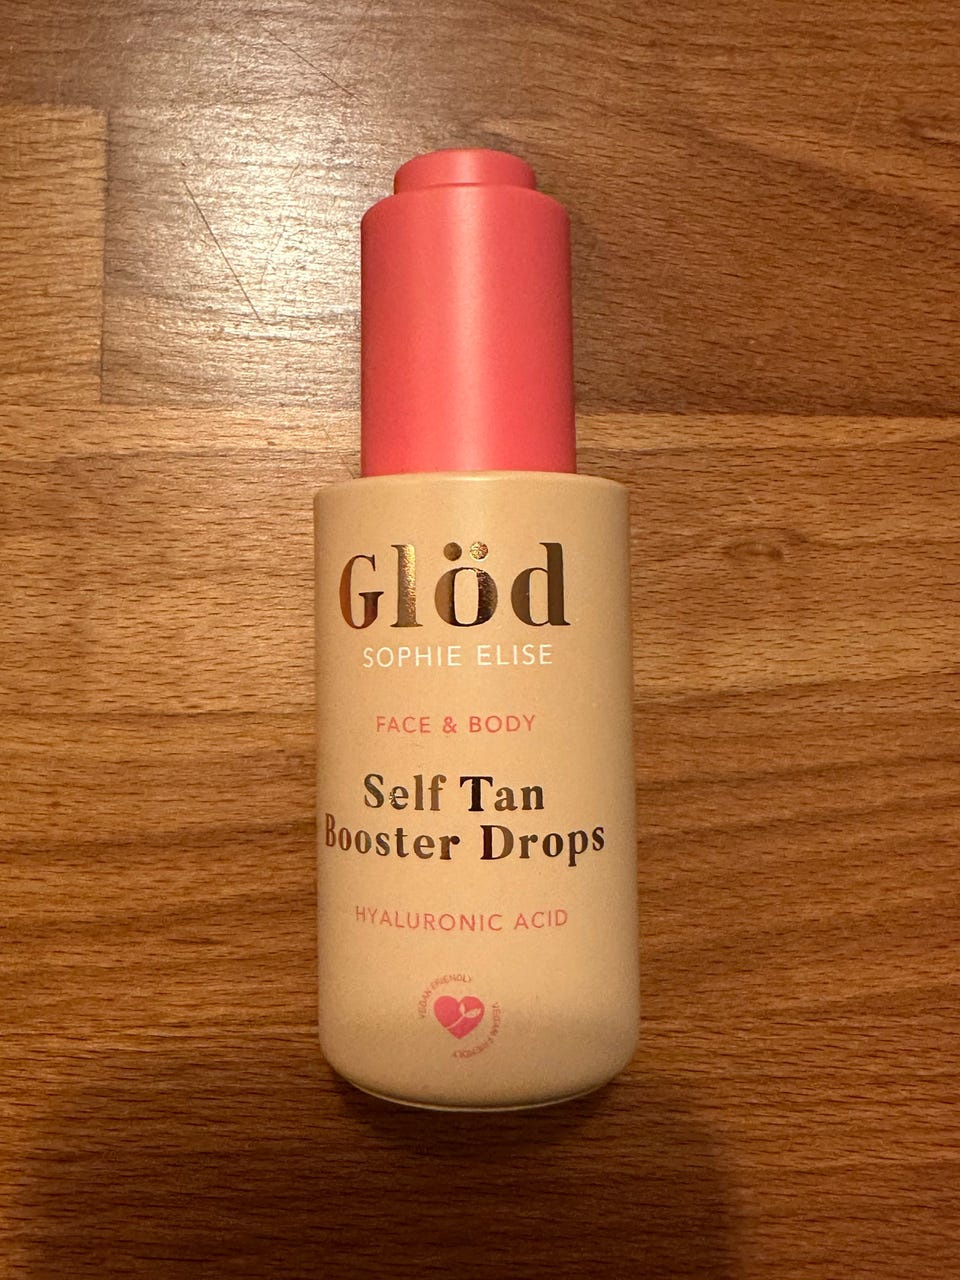 Glöd
SOPHIE ELISE
FACE & BODY
Self Tan
Booster Drops
HYALURONIC ACID
VEGAN FRIENDLY
VEGAN FRIENDLY